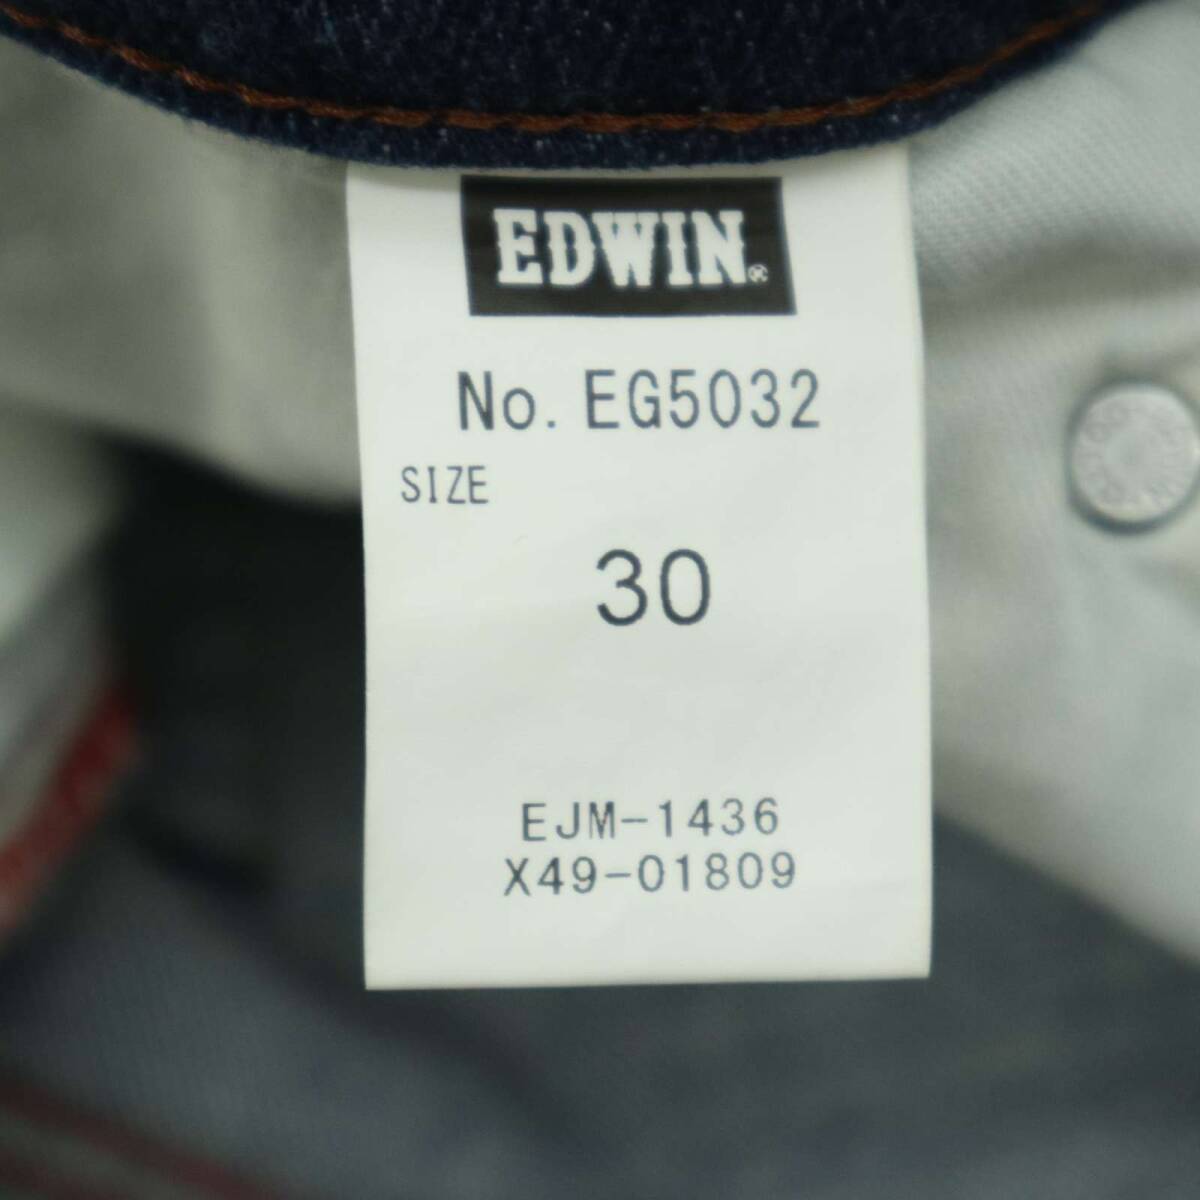 EDWIN®
No. EG5032
SIZE
30
EJM-1436
X49-01809